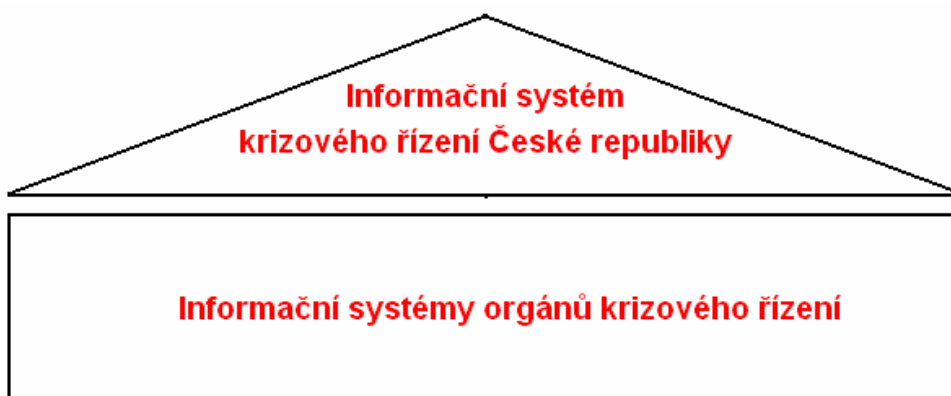 Informační systém
krizového řízení České republiky
Informační systémy orgánů krizového řízení